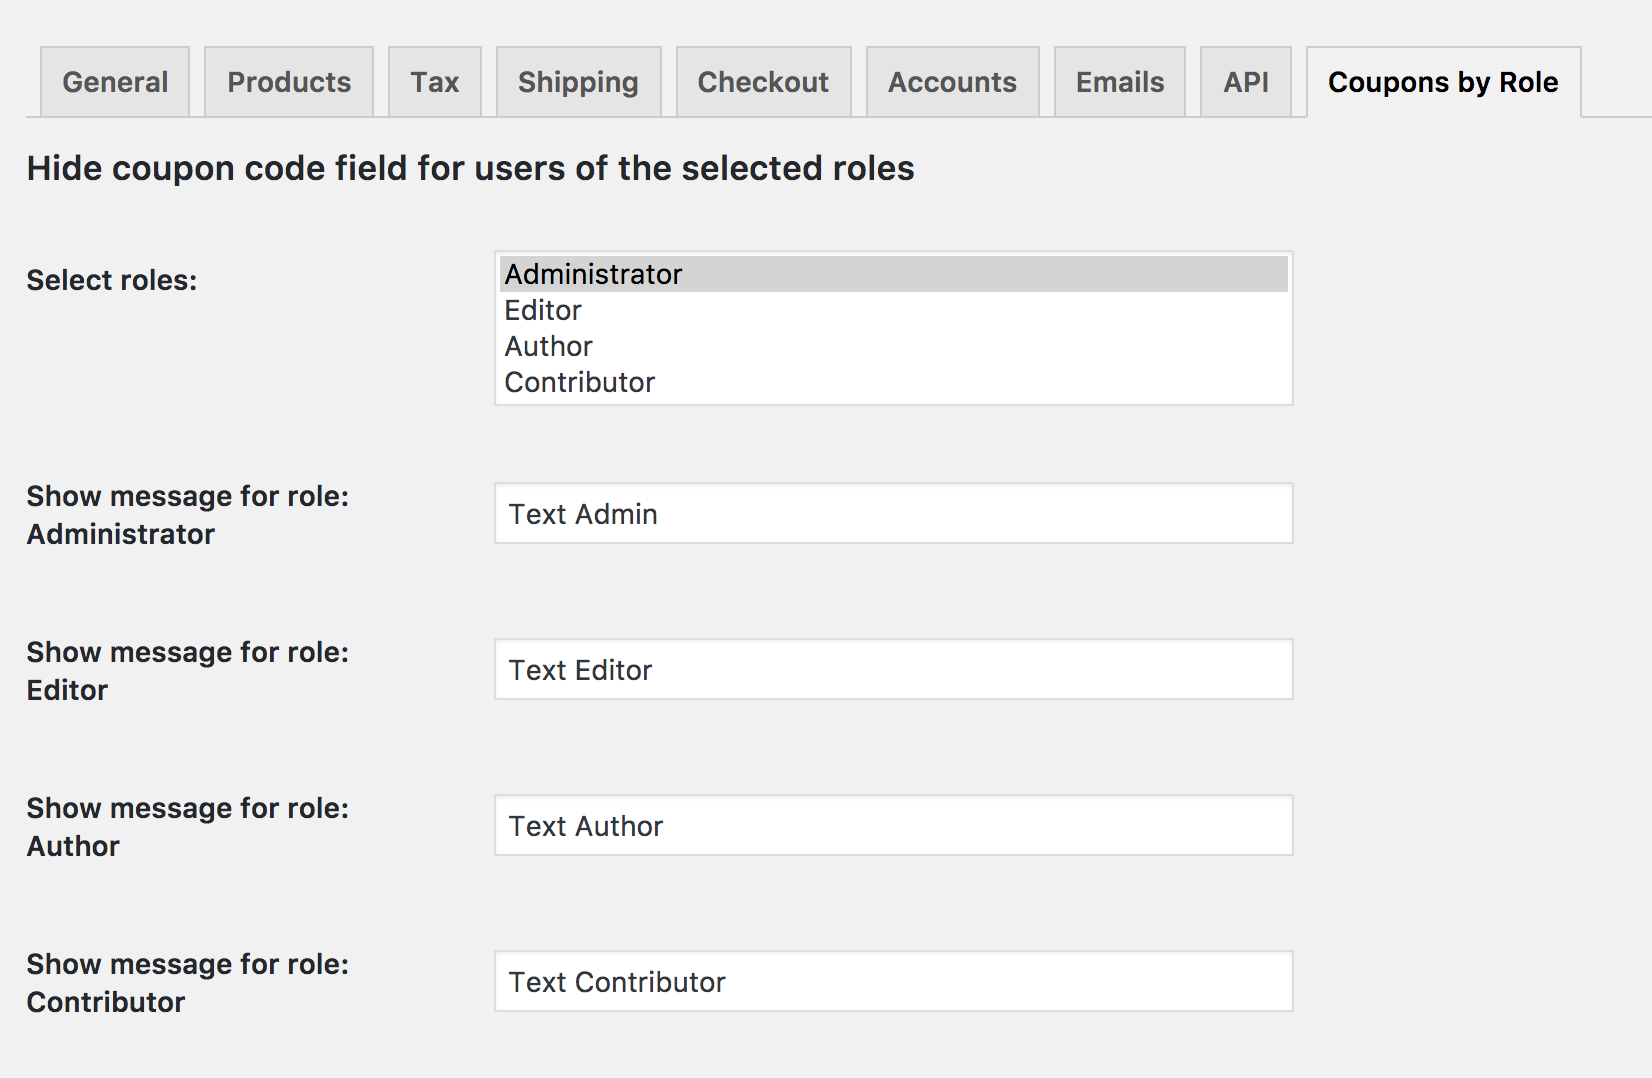 General Products Tax Shipping Checkout Accounts Emails API Coupons by Role
Hide coupon code field for users of the selected roles
Select roles:
Administrator
Editor
Author
Contributor
Show message for role:
Administrator
Text Admin
Show message for role:
Editor
Text Editor
Show message for role:
Author
Text Author
Show message for role:
Contributor
Text Contributor